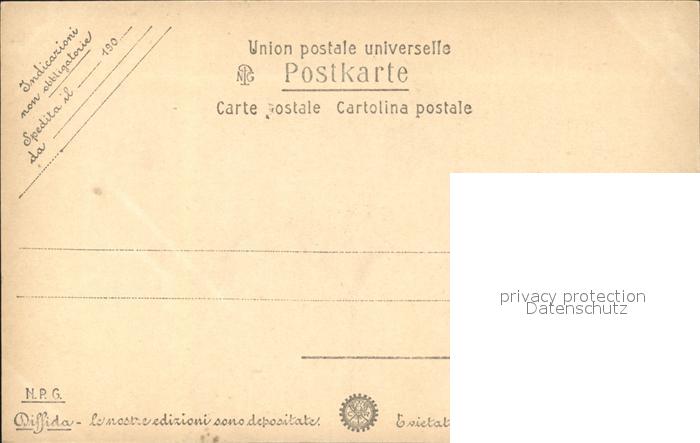 Indicazioni
non obbligatorie
Spedita il 190
da
Union postale universelle
NPG Postkarte
Carte postale Cartolina postale
privacy protection
Datenschutz
N.P.G.
Diffida - le nostre edizioni sono depositate. E vietat